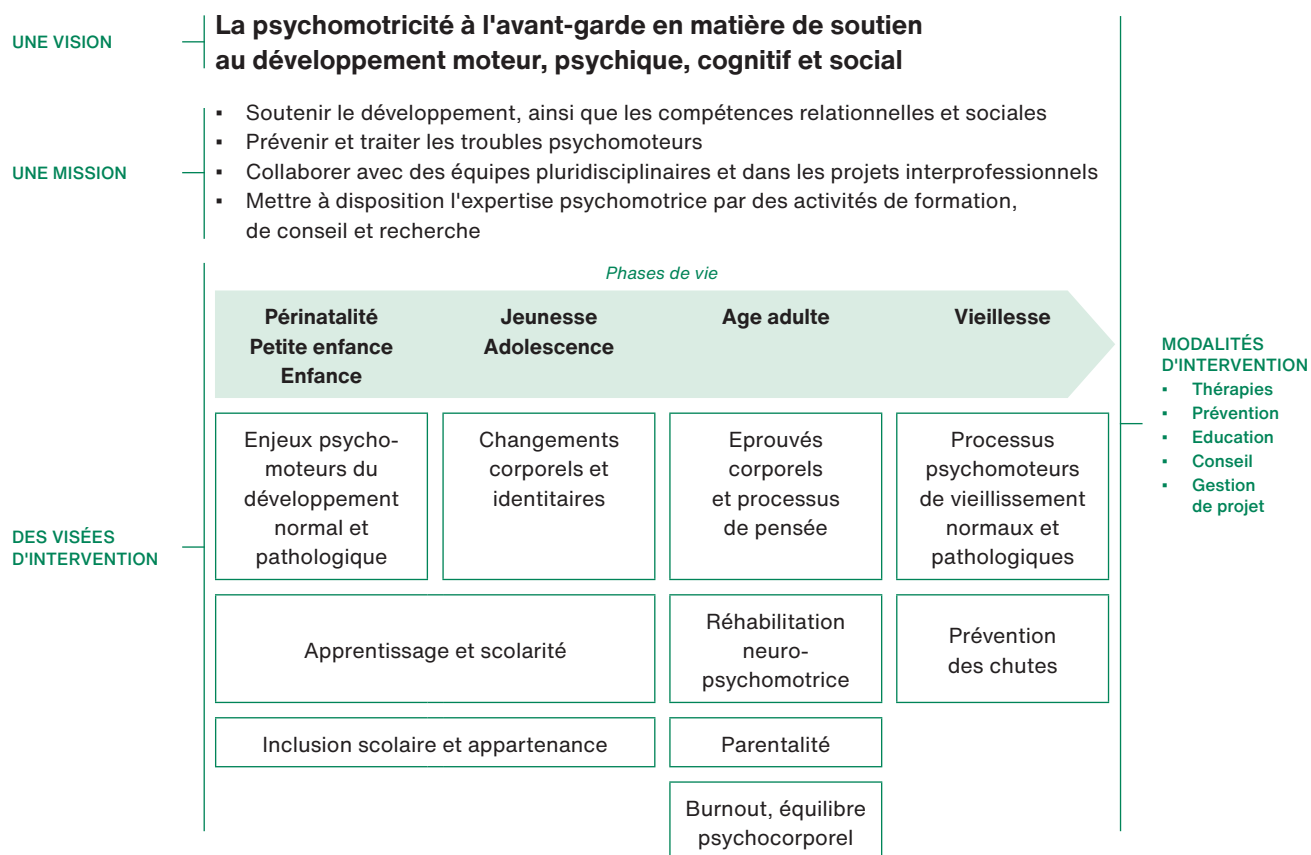 UNE VISION
La psychomotricité à l'avant-garde en matière de soutien
au développement moteur, psychique, cognitif et social
UNE MISSION
▪ Soutenir le développement, ainsi que les compétences relationnelles et sociales
▪ Prévenir et traiter les troubles psychomoteurs
▪ Collaborer avec des équipes pluridisciplinaires et dans les projets interprofessionnels
▪ Mettre à disposition l'expertise psychomotrice par des activités de formation,
de conseil et recherche
DES VISÉES
D'INTERVENTION
Phases de vie
Périnatalité
Petite enfance
Enfance
Jeunesse
Adolescence
Age adulte
Vieillesse
Enjeux psycho-
moteurs du
développement
normal et
pathologique
Changements
corporels et
identitaires
Eprouvés
corporels
et processus
de pensée
Processus
psychomoteurs
de vieillissement
normaux et
pathologiques
Apprentissage et scolarité
Réhabilitation
neuro-
psychomotrice
Prévention
des chutes
Inclusion scolaire et appartenance
Parentalité
Burnout, équilibre
psychocorporel
MODALITÉS
D'INTERVENTION
▪ Thérapies
▪ Prévention
▪ Education
▪ Conseil
▪ Gestion
de projet